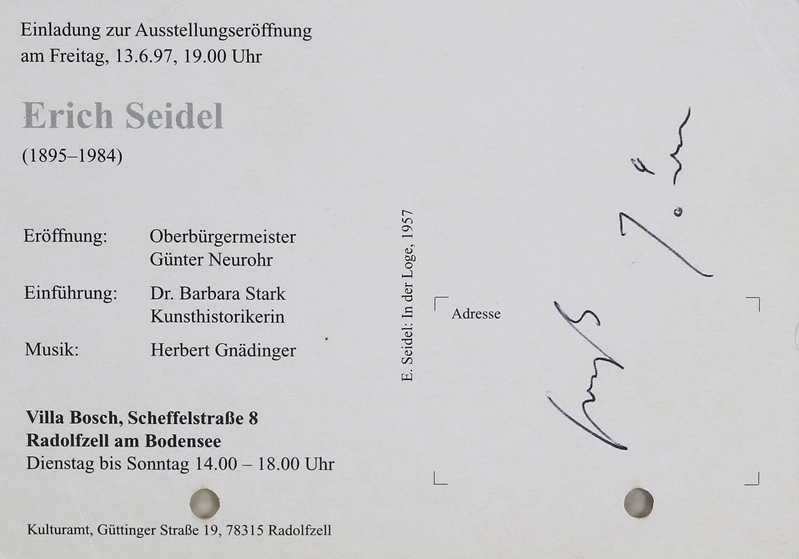 Einladung zur Ausstellungseröffnung
am Freitag, 13.6.97, 19.00 Uhr
Erich Seidel
(1895–1984)
Eröffnung: Oberbürgermeister
Günter Neurohr
Einführung: Dr. Barbara Stark
Kunsthistorikerin
Musik: Herbert Gnädinger
Villa Bosch, Scheffelstraße 8
Radolfzell am Bodensee
Dienstag bis Sonntag 14.00 – 18.00 Uhr
Kulturamt, Güttinger Straße 19, 78315 Radolfzell
E. Seidel: In der Loge, 1957
Adresse